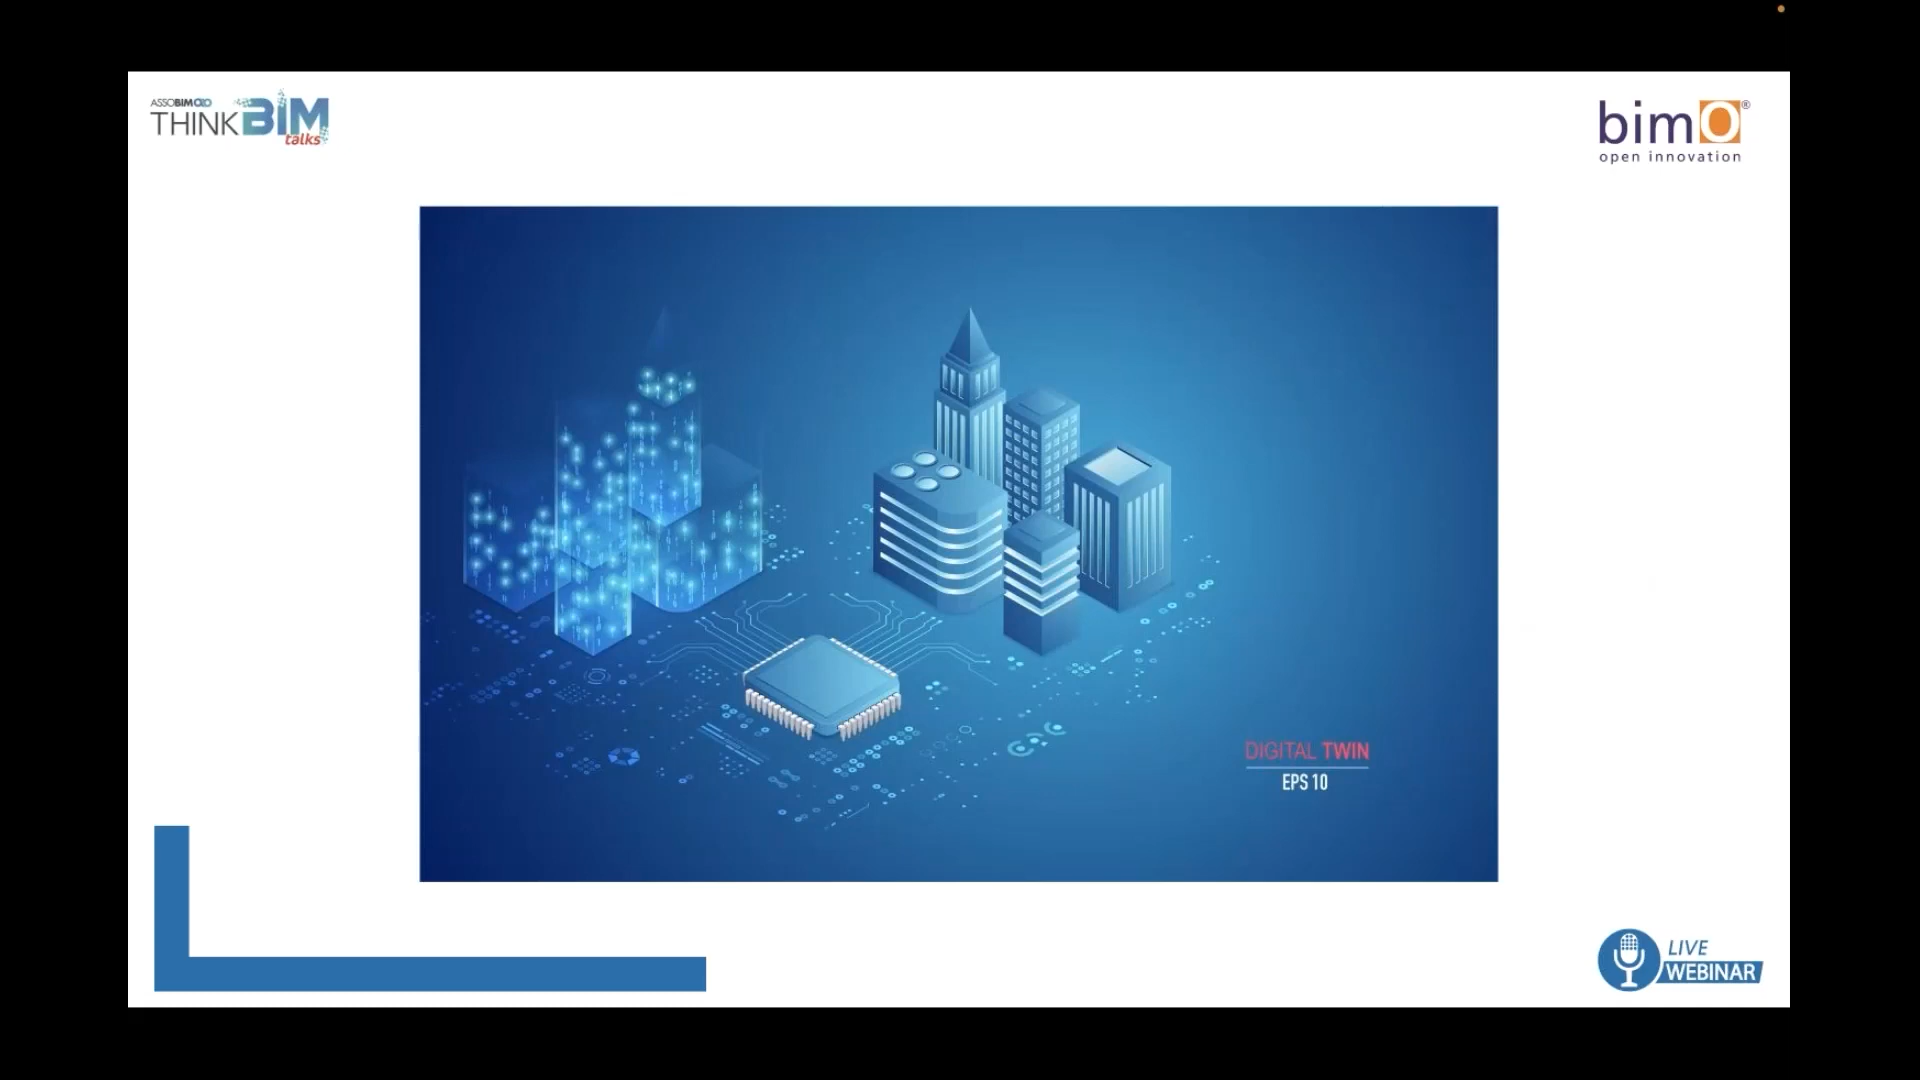 ASSOBIM
THINKBIM
talks
bimO®
open innovation
DIGITAL TWIN
EPS 10
LIVE
WEBINAR